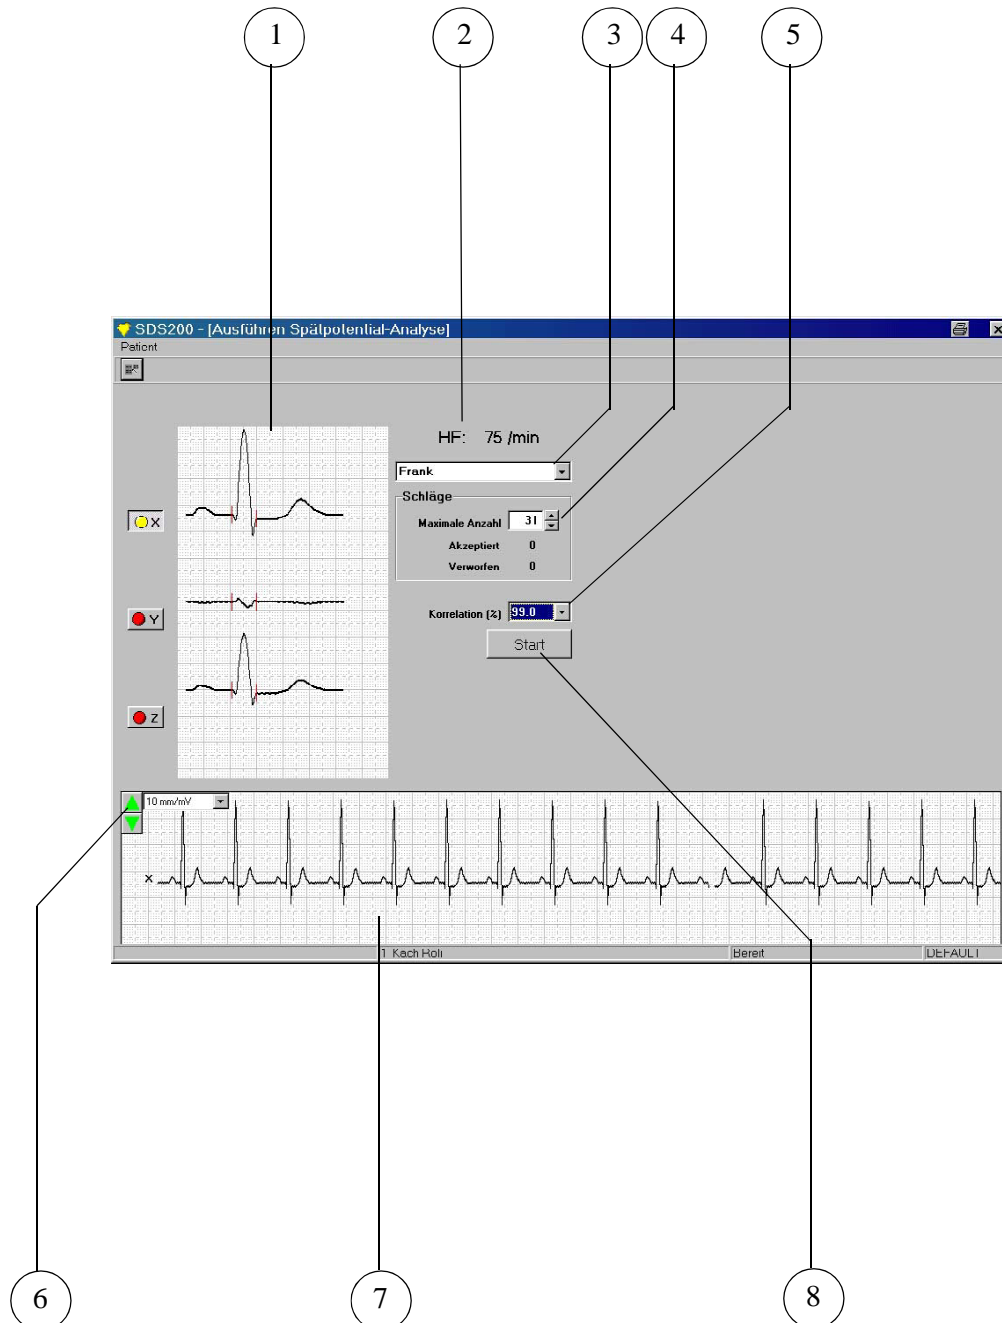 1 2 3 4 5
SDS200 - [Ausführen Spätpotential-Analyse]
Patient
HF: 75 /min
Frank
Schläge
Maximale Anzahl 31
Akzeptiert 0
Verworfen 0
X
Y
Z
Korrelation (%) 99.0
Start
10 mm/mV
x
1 Kach Roli Bereit DEFAULT
6 7 8